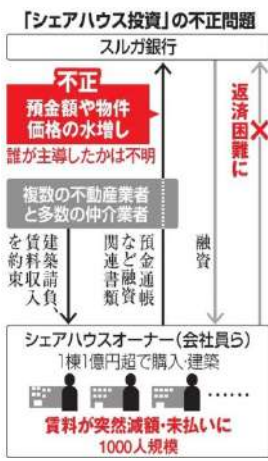 「シェアハウス投資」の不正問題
スルガ銀行
不正
預金額や物件
価格の水増し
誰が主導したかは不明
複数の不動産業者
と多数の仲介業者
建築請負、
賃料収入
を約束
預金通帳
など融資
関連書類
融資
返済困難に
シェアハウスオーナー(会社員ら)
1棟1億円超で購入・建築
……
賃料が突然減額・未払いに
1000人規模